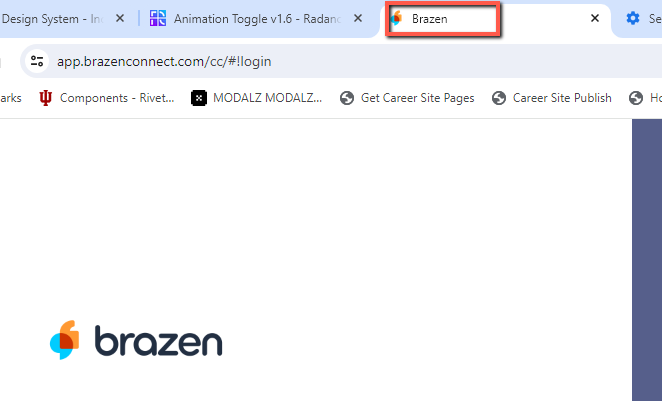 Design System - In
Animation Toggle v1.6 - Radanc
Brazen
Se
app.brazenconnect.com/cc/#!login
arks
Components - Rivet...
MODALZ MODALZ...
Get Career Site Pages
Career Site Publish
Ho
brazen